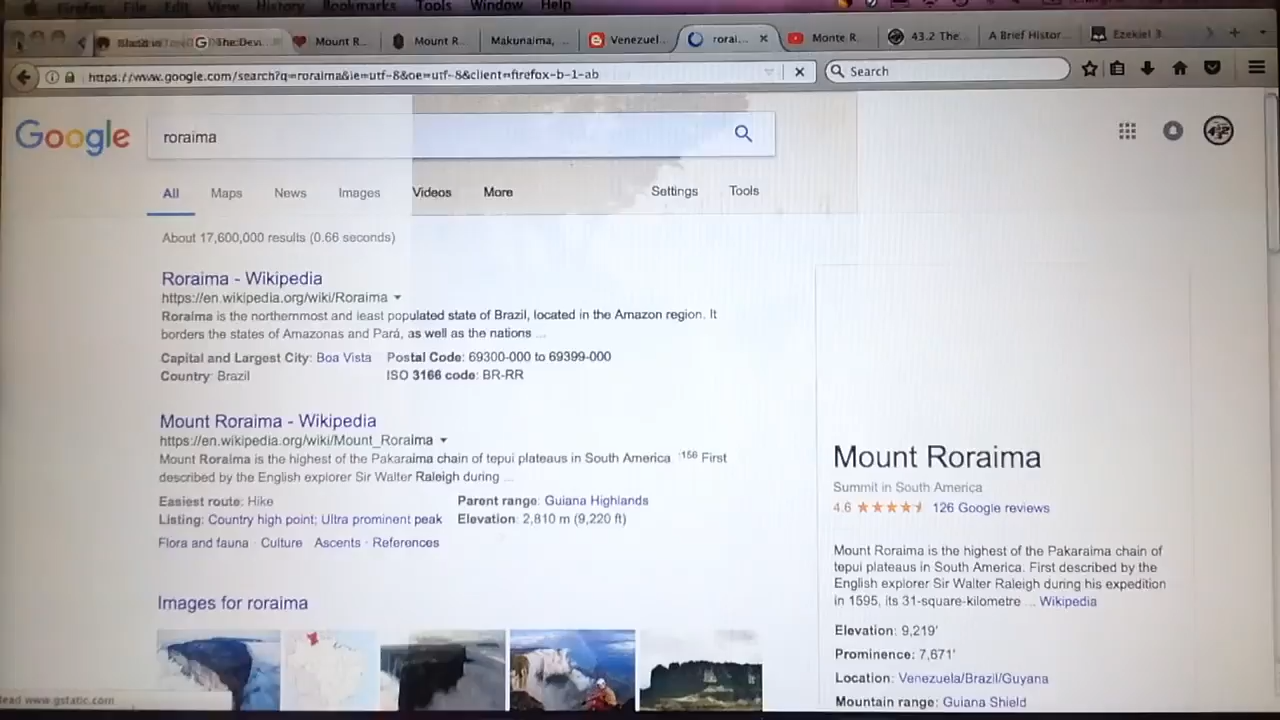 Firefox File Edit View History Bookmarks Tools Window Help
The Devi... Mount R... Mount R... Makunaima, ... Venezuel... rorai... Monte R... 43.2 The... A Brief Histor... Ezekiel 3...
https://www.google.com/search?q=roraima&ie=utf-8&oe=utf-8&client=firefox-b-1-ab
Search
Google
roraima
All Maps News Images Videos More Settings Tools
About 17,600,000 results (0.66 seconds)
Roraima - Wikipedia
https://en.wikipedia.org/wiki/Roraima
Roraima is the northernmost and least populated state of Brazil, located in the Amazon region. It
borders the states of Amazonas and Pará, as well as the nations ...
Capital and Largest City: Boa Vista Postal Code: 69300-000 to 69399-000
Country: Brazil ISO 3166 code: BR-RR
Mount Roraima - Wikipedia
https://en.wikipedia.org/wiki/Mount_Roraima
Mount Roraima is the highest of the Pakaraima chain of tepui plateaus in South America. :156 First
described by the English explorer Sir Walter Raleigh during ...
Easiest route: Hike Parent range: Guiana Highlands
Listing: Country high point; Ultra prominent peak Elevation: 2,810 m (9,220 ft)
Flora and fauna · Culture · Ascents · References
Images for roraima
Mount Roraima
Summit in South America
4.6 126 Google reviews
Mount Roraima is the highest of the Pakaraima chain of
tepui plateaus in South America. First described by the
English explorer Sir Walter Raleigh during his expedition
in 1595, its 31-square-kilometre ... Wikipedia
Elevation: 9,219′
Prominence: 7,671′
Location: Venezuela/Brazil/Guyana
Mountain range: Guiana Shield
www.gstatic.com